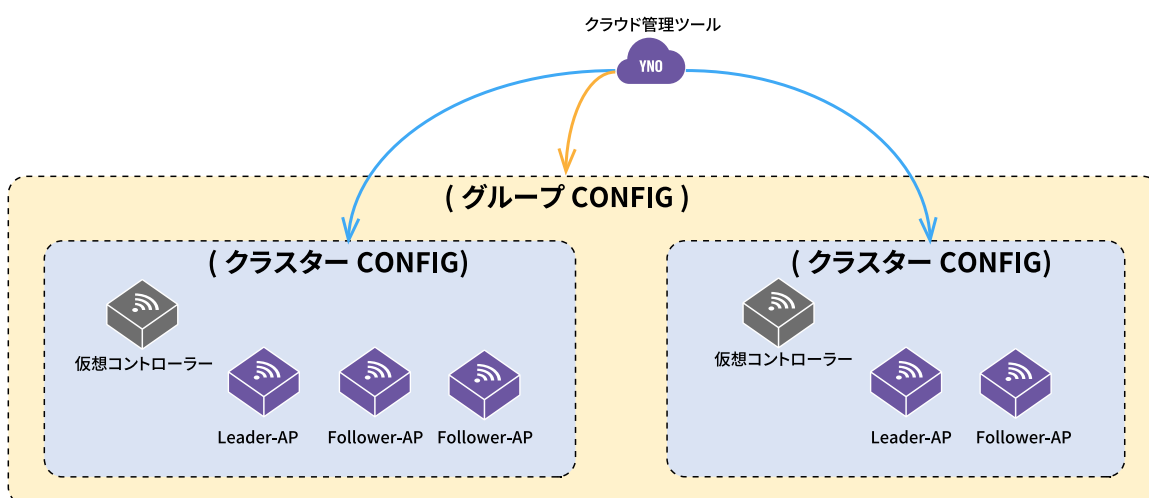 クラウド管理ツール
YNO
( グループ CONFIG )
( クラスター CONFIG)
仮想コントローラー
Leader-AP
Follower-AP
Follower-AP
( クラスター CONFIG)
仮想コントローラー
Leader-AP
Follower-AP